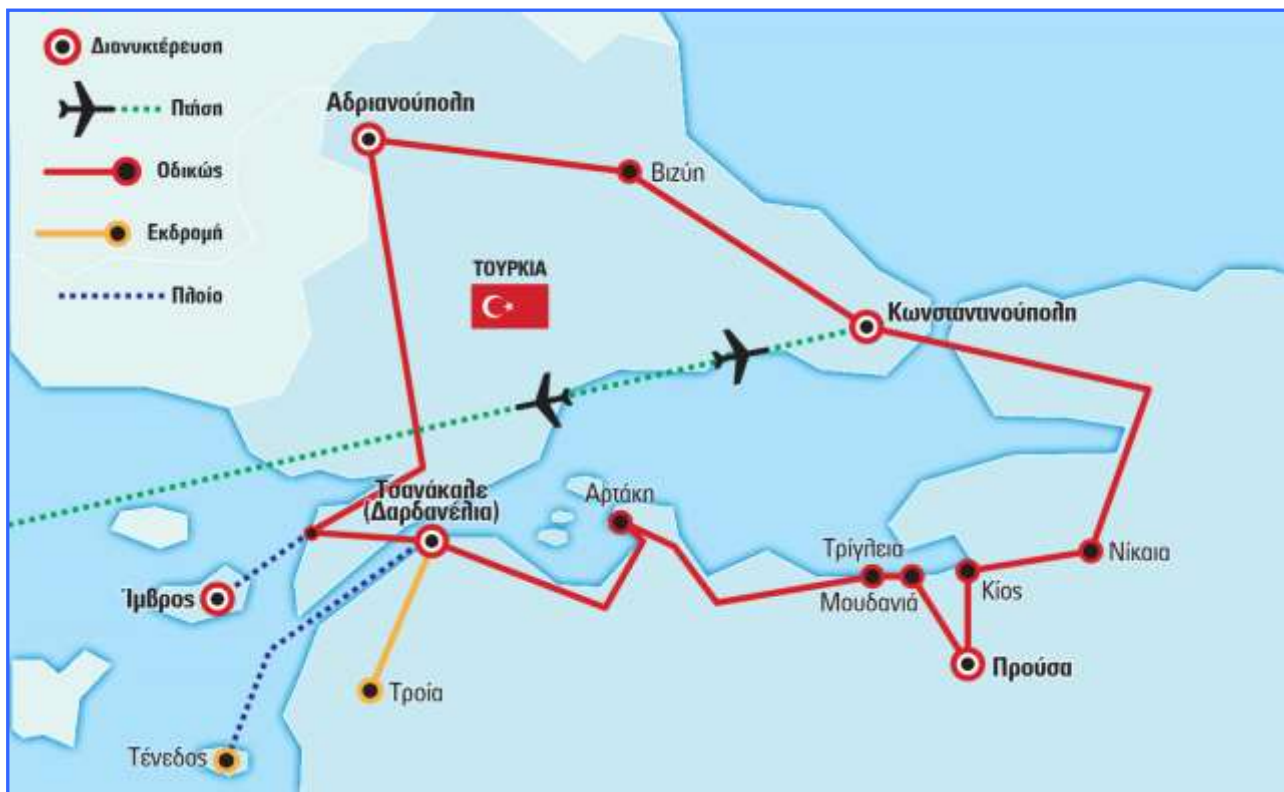 Διανυκτέρευση
Πτήση
Οδικώς
Εκδρομή
Πλοίο
Αδριανούπολη
Βιζύη
ΤΟΥΡΚΙΑ
Κωνσταντινούπολη
Τσανάκαλε
(Δαρδανέλια)
Αρτάκη
Τρίγλεια
Νίκαια
Μουδανιά
Κίος
Ίμβρος
Προύσα
Τροία
Τένεδος